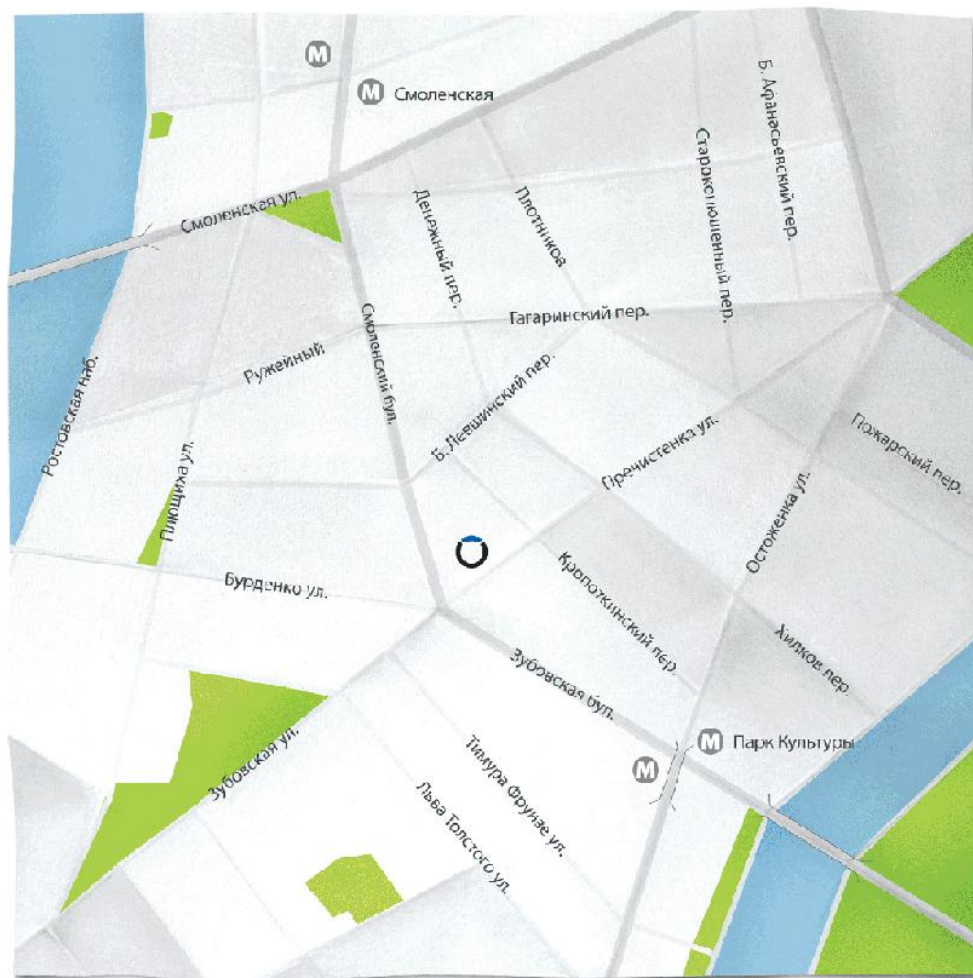 М
М Смоленская
Б. Афанасьевский пер.
Староконюшенный пер.
Плотников
Денежный пер.
Смоленская ул.
Гагаринский пер.
Смоленский бул.
Ружейный
Ростовская наб.
Б. Левшинский пер.
Пречистенка ул.
Пожарский пер.
Плющиха ул.
Остоженка ул.
Бурденко ул.
Кропоткинский пер.
Хилков пер.
Зубовская бул.
М Парк Культуры
М
Зубовская ул.
Тимура Фрунзе ул.
Льва Толстого ул.